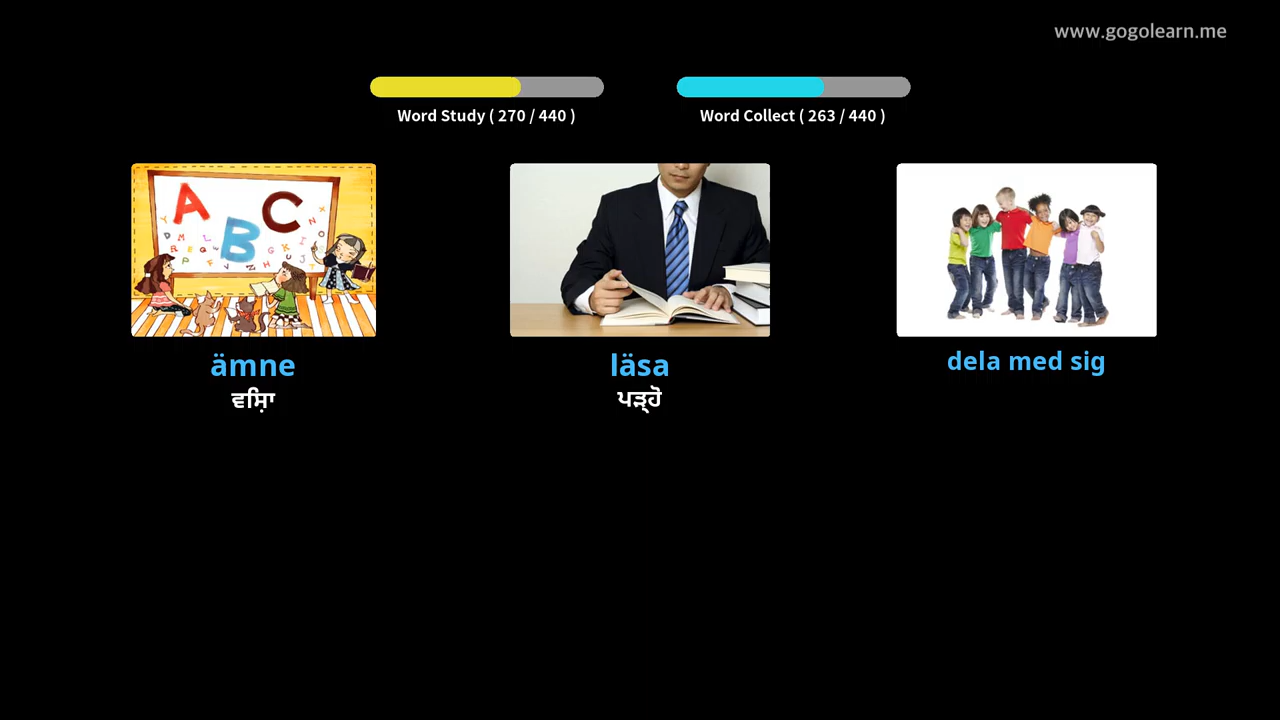 www.gogolearn.me
Word Study ( 270 / 440 )
Word Collect ( 263 / 440 )
A
B
C
ämne
ਵਿਸ਼ਾ
läsa
ਪੜ੍ਹੋ
dela med sig